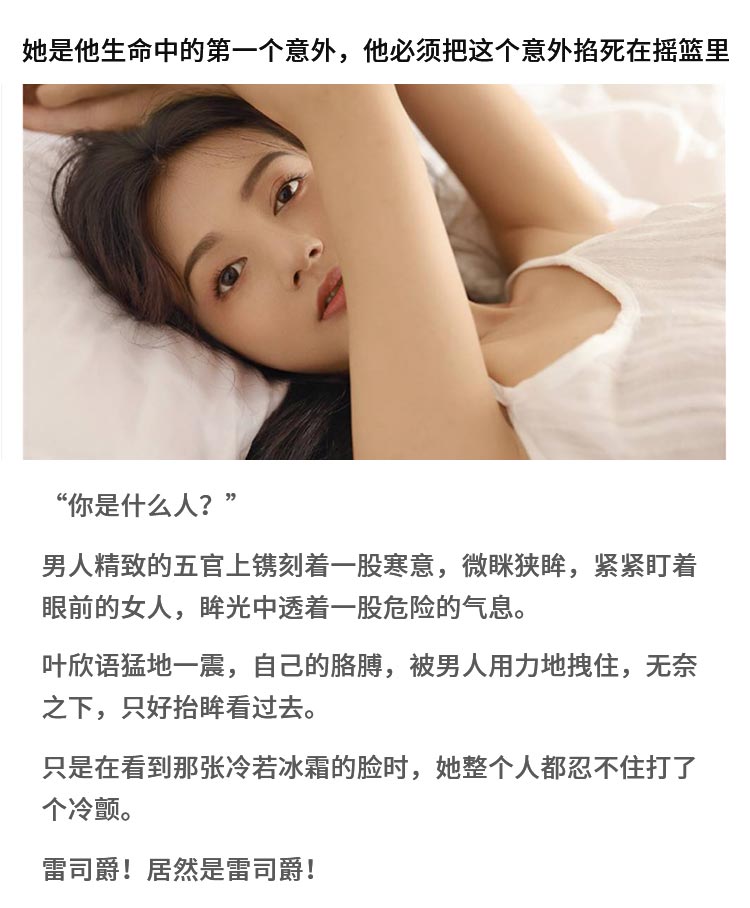 她是他生命中的第一个意外，他必须把这个意外掐死在摇篮里
“你是什么人？”
男人精致的五官上镌刻着一股寒意，微眯狭眸，紧紧盯着
眼前的女人，眸光中透着一股危险的气息。
叶欣语猛地一震，自己的胳膊，被男人用力地拽住，无奈
之下，只好抬眸看过去。
只是在看到那张冷若冰霜的脸时，她整个人都忍不住打了
个冷颤。
雷司爵！居然是雷司爵！